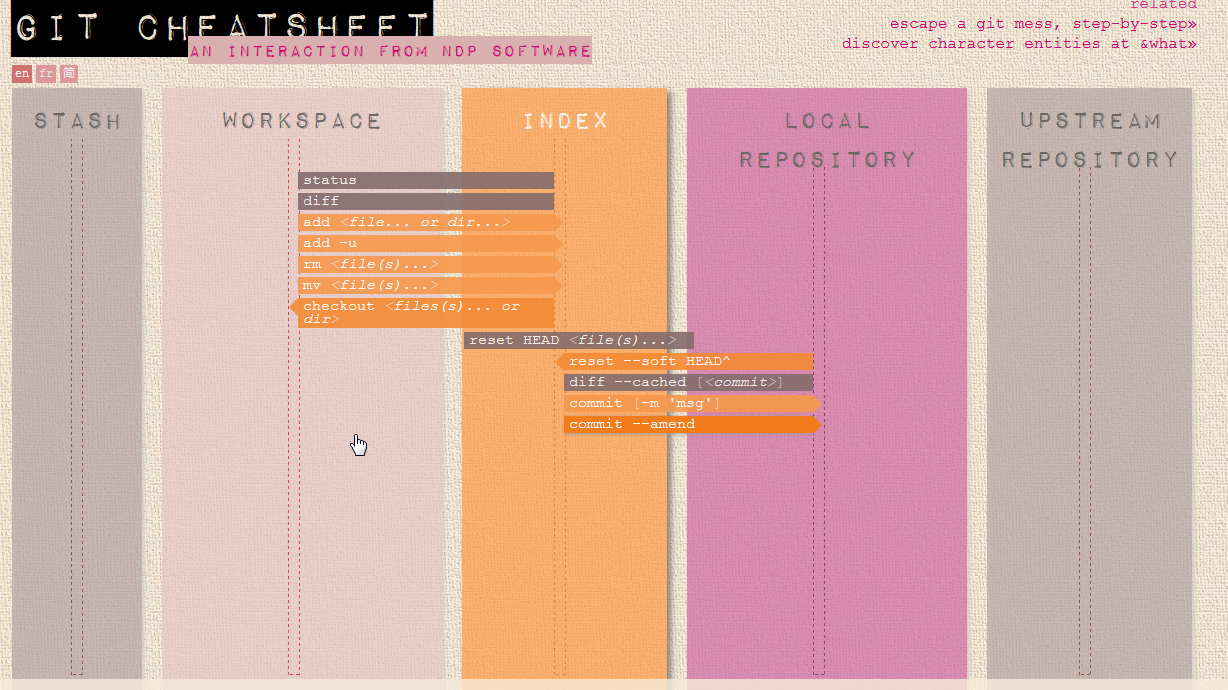 GIT CHEATSHEET
AN INTERACTION FROM NDP SOFTWARE
related
escape a git mess, step-by-step»
discover character entities at &what»
en fr 简
STASH
WORKSPACE
INDEX
LOCAL
REPOSITORY
UPSTREAM
REPOSITORY
status
diff
add <file... or dir...>
add -u
rm <file(s)...>
mv <file(s)...>
checkout <files(s)... or
dir>
reset HEAD <file(s)...>
reset --soft HEAD^
diff --cached [<commit>]
commit [-m 'msg']
commit --amend